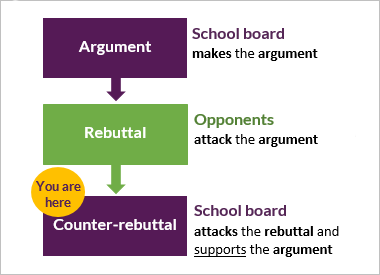 Argument
School board
makes the argument
Rebuttal
Opponents
attack the argument
You are
here
Counter-rebuttal
School board
attacks the rebuttal and
supports the argument